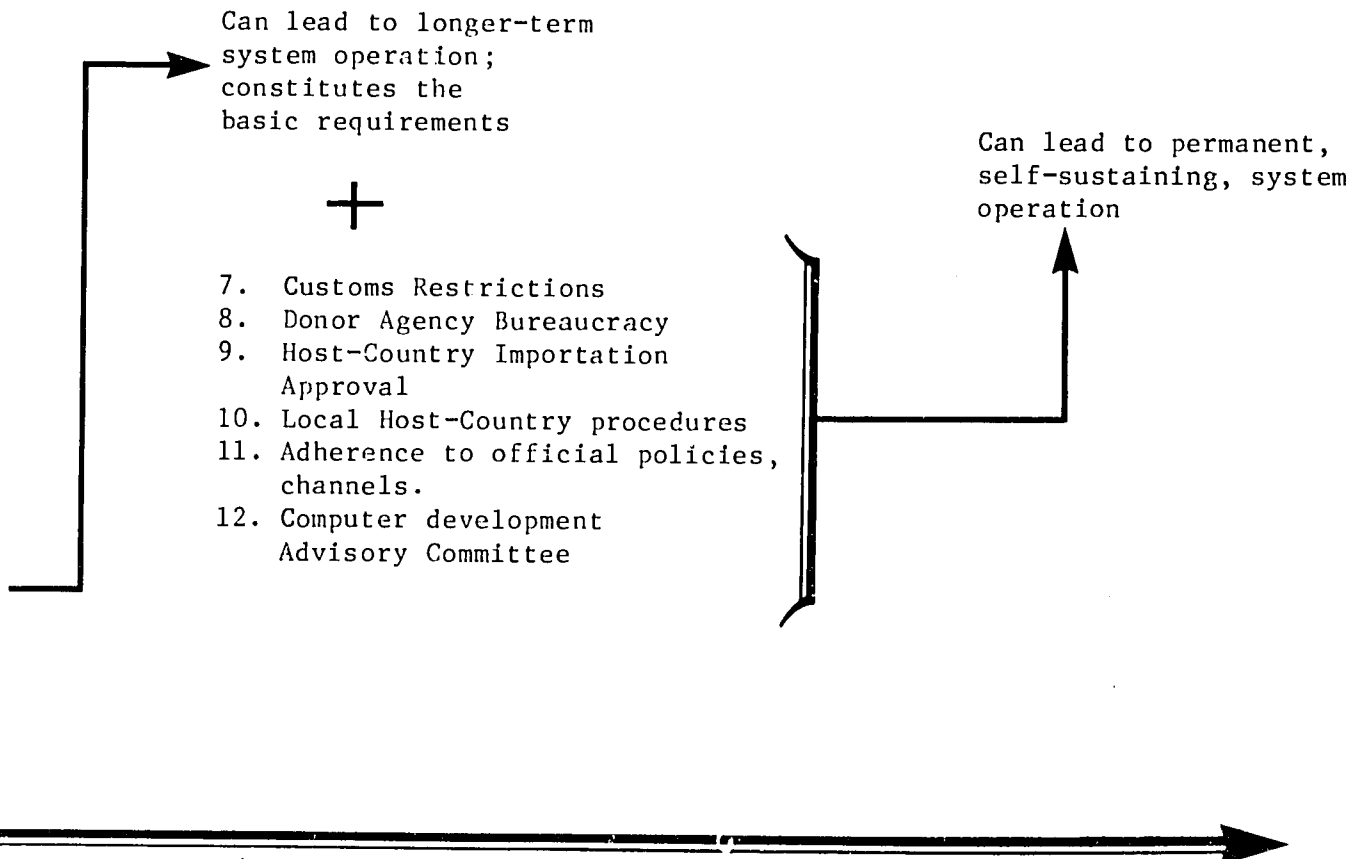 Can lead to longer-term
system operation;
constitutes the
basic requirements
+
7. Customs Restrictions
8. Donor Agency Bureaucracy
9. Host-Country Importation
Approval
10. Local Host-Country procedures
11. Adherence to official policies,
channels.
12. Computer development
Advisory Committee
Can lead to permanent,
self-sustaining, system
operation